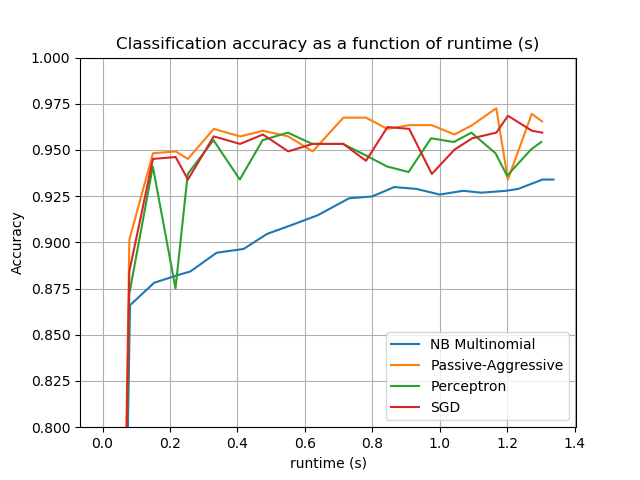 Classification accuracy as a function of runtime (s)
1.000
0.975
0.950
0.925
0.900
0.875
0.850
0.825
0.800
Accuracy
NB Multinomial
Passive-Aggressive
Perceptron
SGD
0.0 0.2 0.4 0.6 0.8 1.0 1.2 1.4
runtime (s)